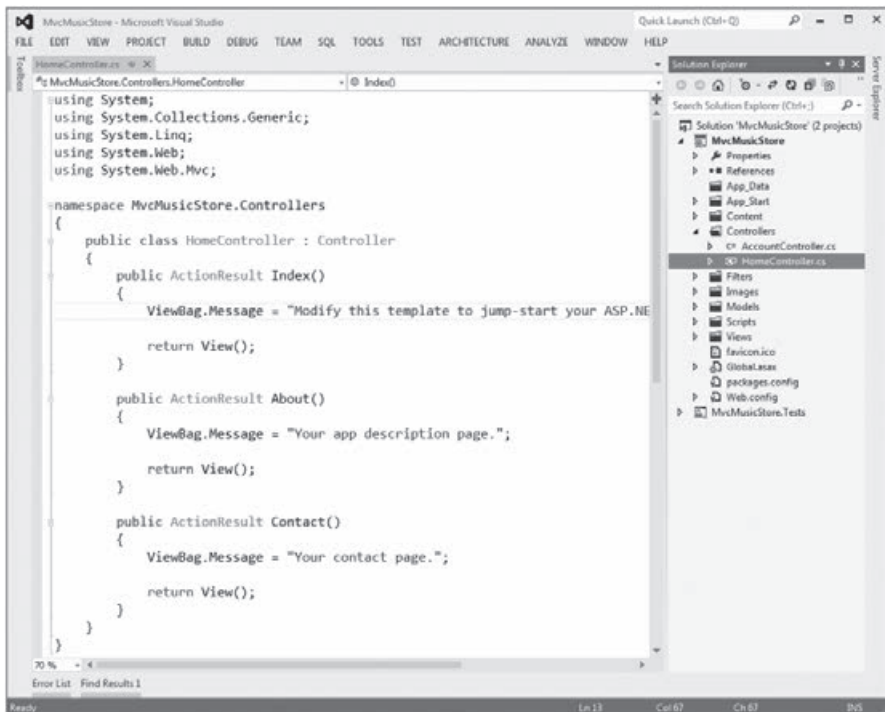 MvcMusicStore - Microsoft Visual Studio
Quick Launch (Ctrl+Q)
FILE EDIT VIEW PROJECT BUILD DEBUG TEAM SQL TOOLS TEST ARCHITECTURE ANALYZE WINDOW HELP
Toolbox
HomeController.cs
MvcMusicStore.Controllers.HomeController
Index()
using System;
using System.Collections.Generic;
using System.Linq;
using System.Web;
using System.Web.Mvc;
namespace MvcMusicStore.Controllers
{
public class HomeController : Controller
{
public ActionResult Index()
{
ViewBag.Message = "Modify this template to jump-start your ASP.NE
return View();
}
public ActionResult About()
{
ViewBag.Message = "Your app description page.";
return View();
}
public ActionResult Contact()
{
ViewBag.Message = "Your contact page.";
return View();
}
}
}
70 %
Error List Find Results 1
Solution Explorer
Search Solution Explorer (Ctrl+;)
Solution 'MvcMusicStore' (2 projects)
MvcMusicStore
Properties
References
App_Data
App_Start
Content
Controllers
C# AccountController.cs
C# HomeController.cs
Filters
Images
Models
Scripts
Views
favicon.ico
Global.asax
packages.config
Web.config
MvcMusicStore.Tests
Server Explorer
Ready Ln 13 Col 67 Ch 67 INS